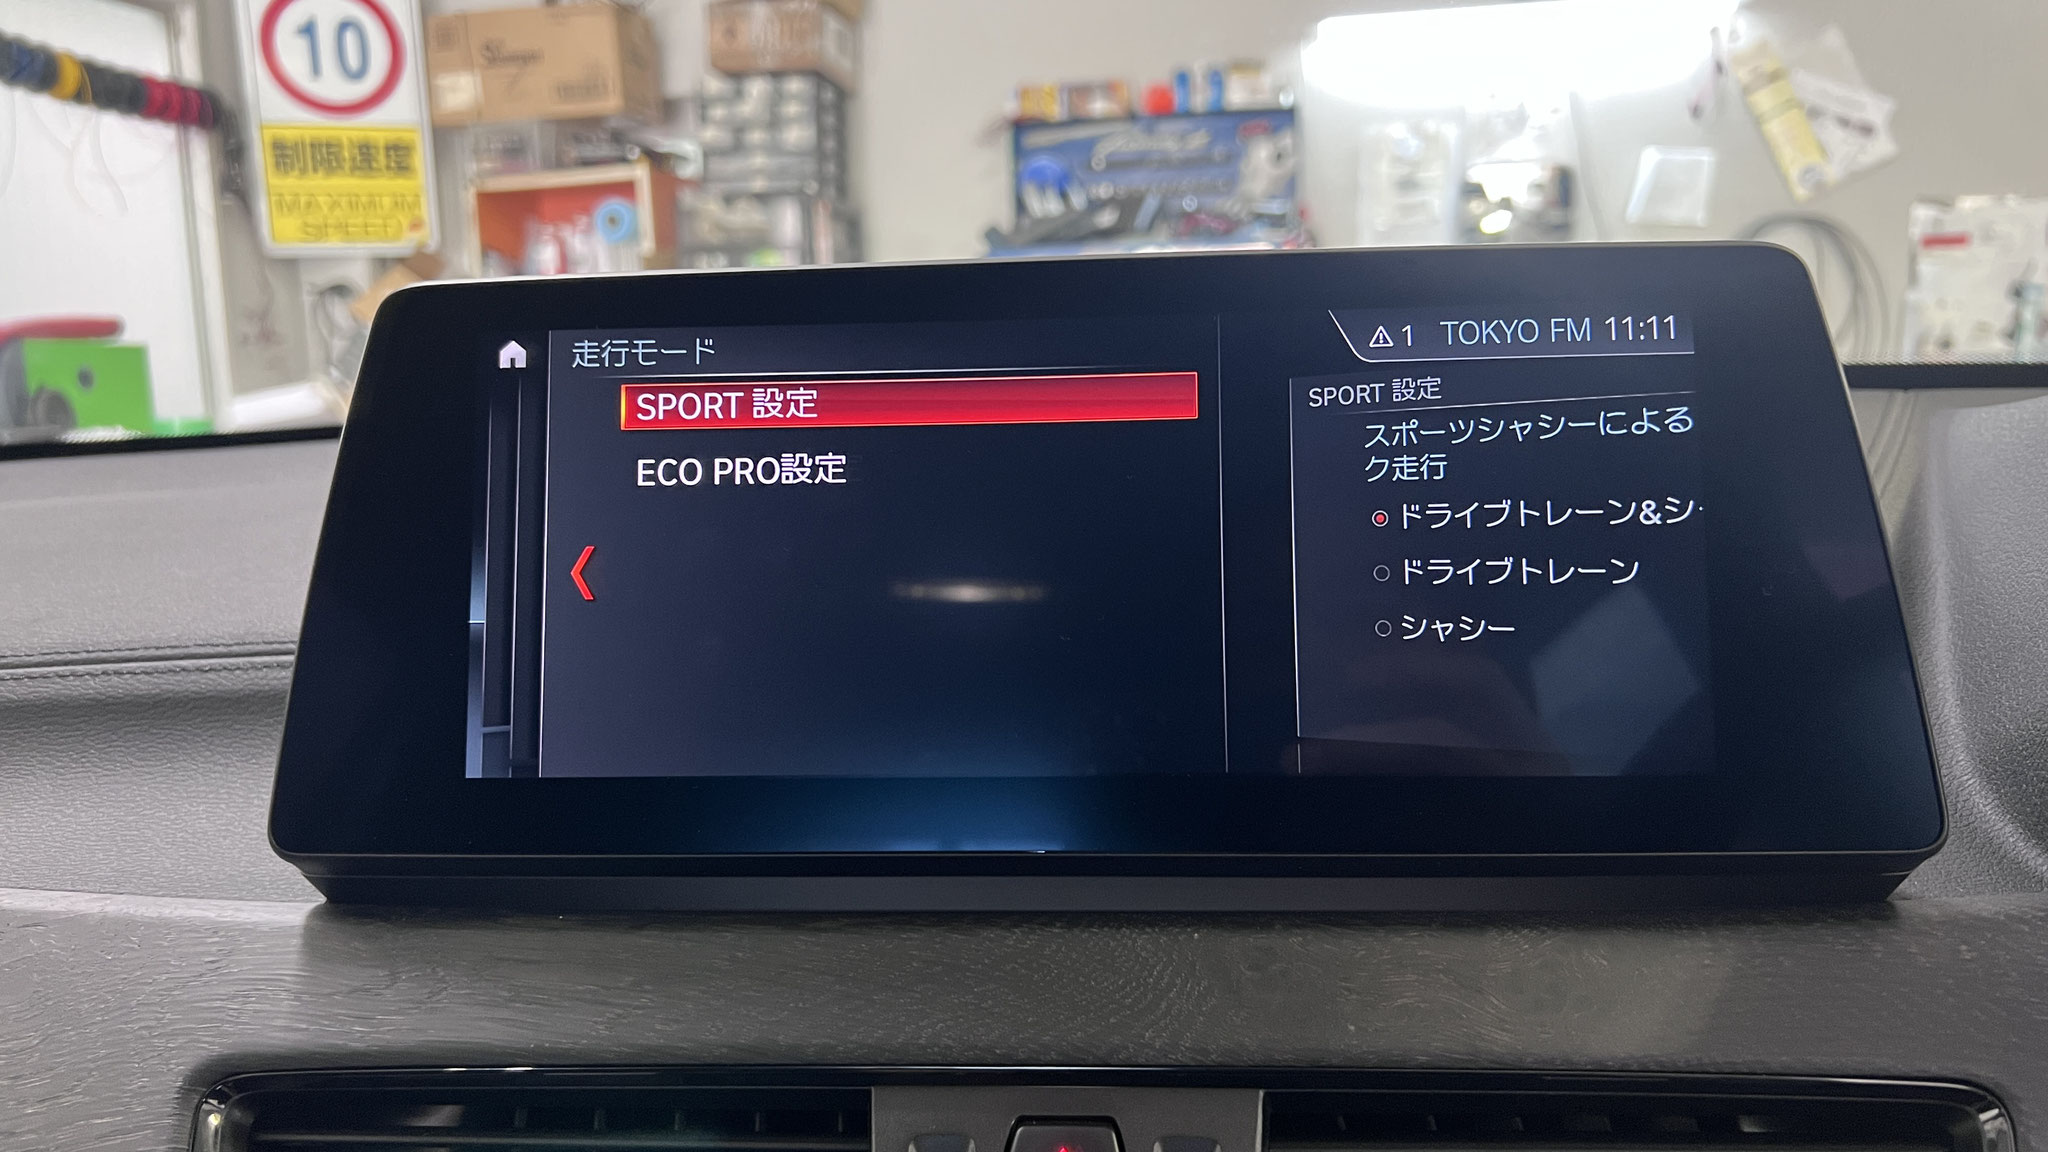 10
制限速度
MAXIMUM
SPEED
走行モード
1 TOKYO FM 11:11
SPORT 設定
ECO PRO設定
SPORT 設定
スポーツシャシーによる
ク走行
ドライブトレーン&シ
ドライブトレーン
シャシー